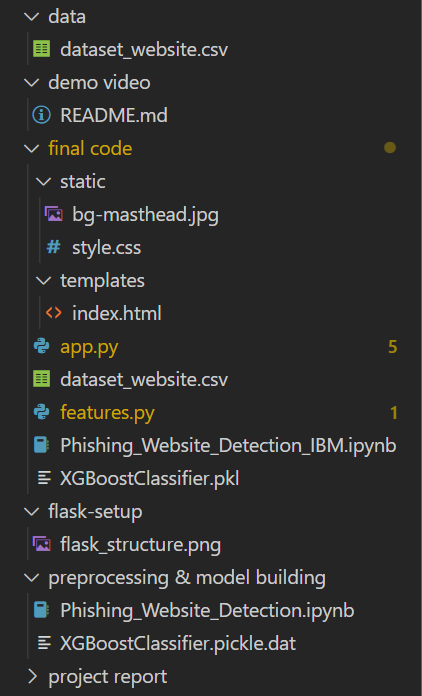 data
dataset_website.csv
demo video
README.md
final code
static
bg-masthead.jpg
# style.css
templates
<> index.html
app.py 5
dataset_website.csv
features.py 1
Phishing_Website_Detection_IBM.ipynb
XGBoostClassifier.pkl
flask-setup
flask_structure.png
preprocessing & model building
Phishing_Website_Detection.ipynb
XGBoostClassifier.pickle.dat
project report